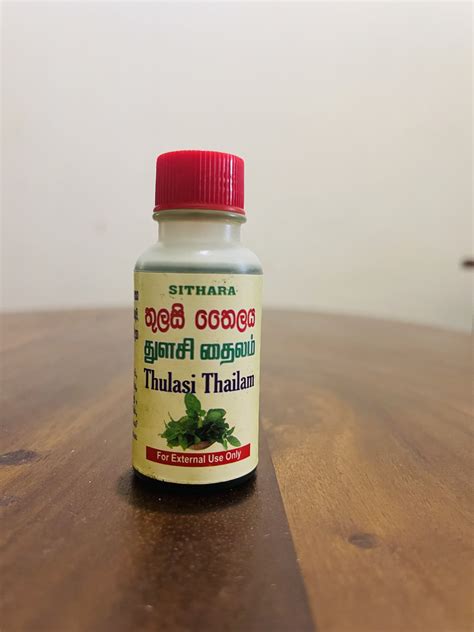 SITHARA
තුලසි තෛලය
துளசி தைலம்
Thulasi Thailam
For External Use Only